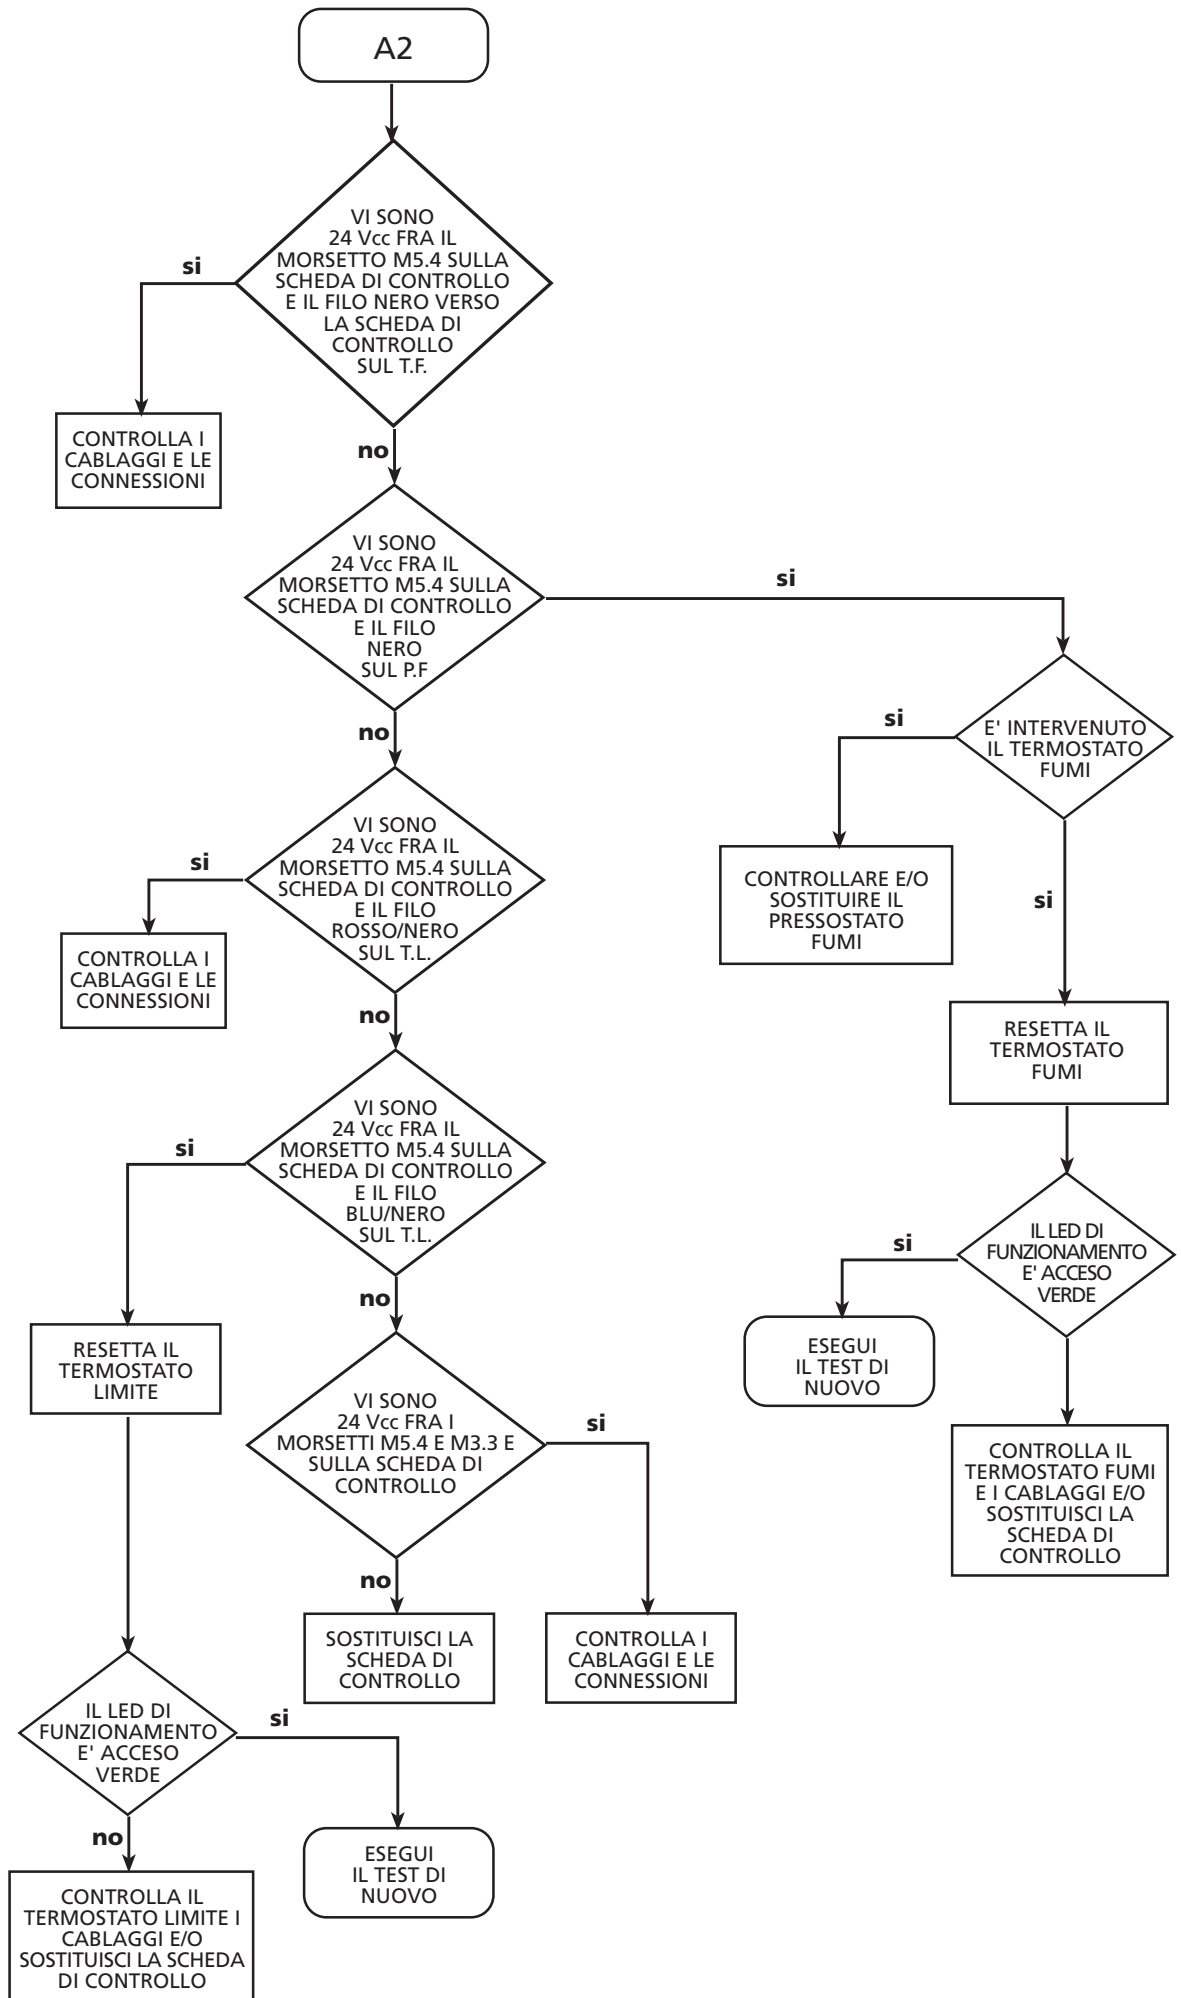 A2
VI SONO
24 Vcc FRA IL
MORSETTO M5.4 SULLA
SCHEDA DI CONTROLLO
E IL FILO NERO VERSO
LA SCHEDA DI
CONTROLLO
SUL T.F.
si
CONTROLLA I
CABLAGGI E LE
CONNESSIONI
no
VI SONO
24 Vcc FRA IL
MORSETTO M5.4 SULLA
SCHEDA DI CONTROLLO
E IL FILO
NERO
SUL P.F
si
no
E' INTERVENUTO
IL TERMOSTATO
FUMI
si
CONTROLLARE E/O
SOSTITUIRE IL
PRESSOSTATO
FUMI
si
RESETTA IL
TERMOSTATO
FUMI
IL LED DI
FUNZIONAMENTO
E' ACCESO
VERDE
si
ESEGUI
IL TEST DI
NUOVO
CONTROLLA IL
TERMOSTATO FUMI
E I CABLAGGI E/O
SOSTITUISCI LA
SCHEDA DI
CONTROLLO
VI SONO
24 Vcc FRA IL
MORSETTO M5.4 SULLA
SCHEDA DI CONTROLLO
E IL FILO
ROSSO/NERO
SUL T.L.
si
CONTROLLA I
CABLAGGI E LE
CONNESSIONI
no
VI SONO
24 Vcc FRA IL
MORSETTO M5.4 SULLA
SCHEDA DI CONTROLLO
E IL FILO
BLU/NERO
SUL T.L.
si
RESETTA IL
TERMOSTATO
LIMITE
no
VI SONO
24 Vcc FRA I
MORSETTI M5.4 E M3.3 E
SULLA SCHEDA DI
CONTROLLO
si
no
SOSTITUISCI LA
SCHEDA DI
CONTROLLO
CONTROLLA I
CABLAGGI E LE
CONNESSIONI
IL LED DI
FUNZIONAMENTO
E' ACCESO
VERDE
si
no
ESEGUI
IL TEST DI
NUOVO
CONTROLLA IL
TERMOSTATO LIMITE I
CABLAGGI E/O
SOSTITUISCI LA SCHEDA
DI CONTROLLO